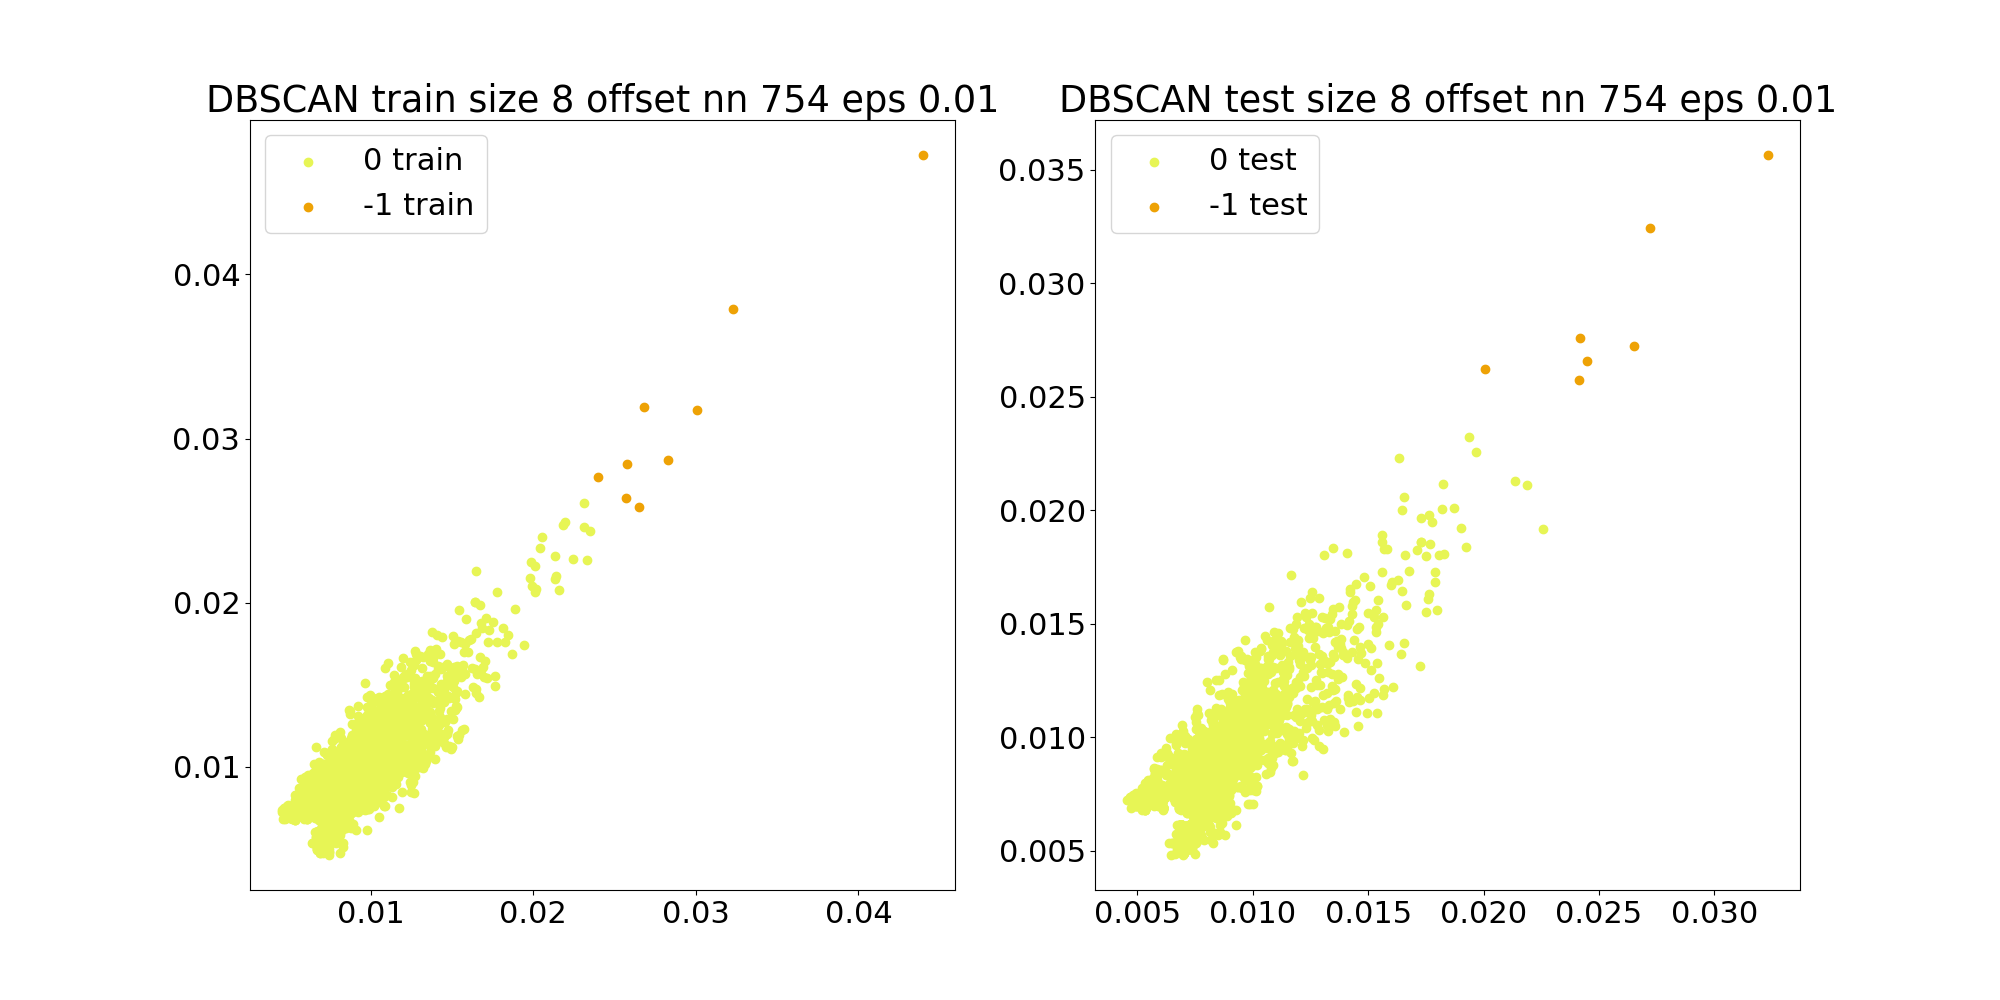 DBSCAN train size 8 offset nn 754 eps 0.01
0 train
-1 train
0.04
0.03
0.02
0.01
0.01 0.02 0.03 0.04
DBSCAN test size 8 offset nn 754 eps 0.01
0 test
-1 test
0.035
0.030
0.025
0.020
0.015
0.010
0.005
0.005 0.010 0.015 0.020 0.025 0.030